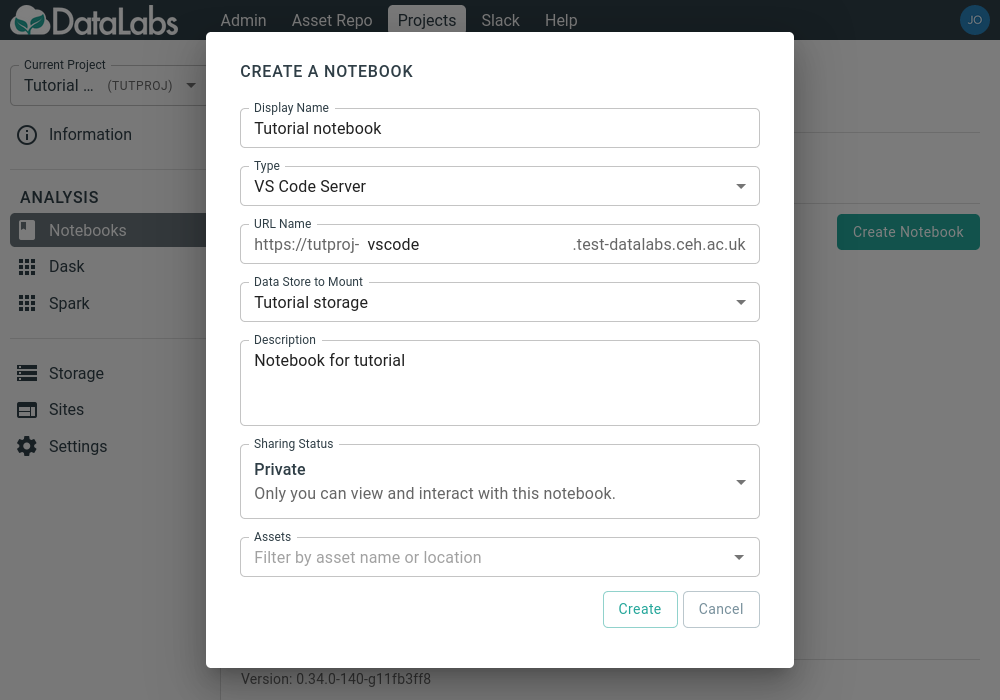 DataLabs
Admin Asset Repo Projects Slack Help JO
Current Project
Tutorial ... (TUTPROJ)
Information
ANALYSIS
Notebooks
Dask
Spark
Storage
Sites
Settings
CREATE A NOTEBOOK
Display Name
Tutorial notebook
Type
VS Code Server
URL Name
https://tutproj- vscode .test-datalabs.ceh.ac.uk
Data Store to Mount
Tutorial storage
Description
Notebook for tutorial
Sharing Status
Private
Only you can view and interact with this notebook.
Assets
Filter by asset name or location
Create Cancel
Create Notebook
Version: 0.34.0-140-g11fb3ff8